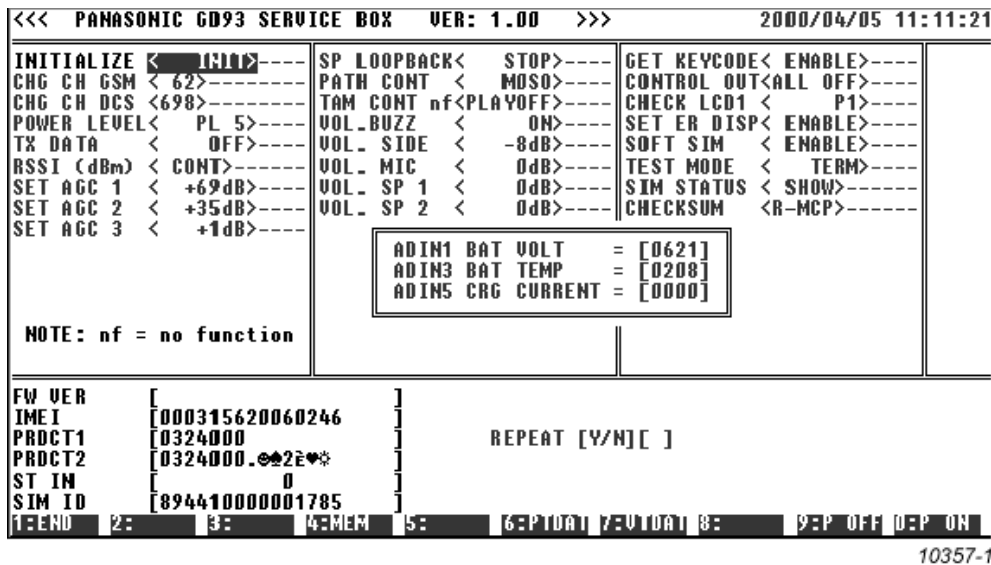 <<< PANASONIC GD93 SERVICE BOX VER: 1.00 >>> 2000/04/05 11:11:21
INITIALIZE < INIT>---- SP LOOPBACK< STOP>---- GET KEYCODE< ENABLE>----
CHG CH GSM < 62>--------- PATH CONT < MOSO>---- CONTROL OUT<ALL OFF>----
CHG CH DCS <698>--------- TAM CONT nf<PLAYOFF>---- CHECK LCD1 < P1>----
POWER LEVEL< PL 5>---- VOL.BUZZ < ON>---- SET ER DISP< ENABLE>----
TX DATA < OFF>---- VOL. SIDE < -8dB>---- SOFT SIM < ENABLE>----
RSSI (dBm) < CONT>------ VOL. MIC < 0dB>---- TEST MODE < TERM>----
SET AGC 1 < +69dB>---- VOL. SP 1 < 0dB>---- SIM STATUS < SHOW>------
SET AGC 2 < +35dB>---- VOL. SP 2 < 0dB>---- CHECKSUM <R-MCP>------
SET AGC 3 < +1dB>----
ADIN1 BAT VOLT = [0621]
ADIN3 BAT TEMP = [0208]
ADIN5 CRG CURRENT = [0000]
NOTE: nf = no function
FW VER [ ]
IMEI [000315620060246 ]
PRDCT1 [0324000 ] REPEAT [Y/N][ ]
PRDCT2 [0324000.☻♠2È♥☼ ]
ST IN [ 0 ]
SIM ID [894410000001785 ]
1:END 2: 3: 4:MEM 5: 6:PTDAT 7:VTDAT 8: 9:P OFF 0:P ON
10357-1